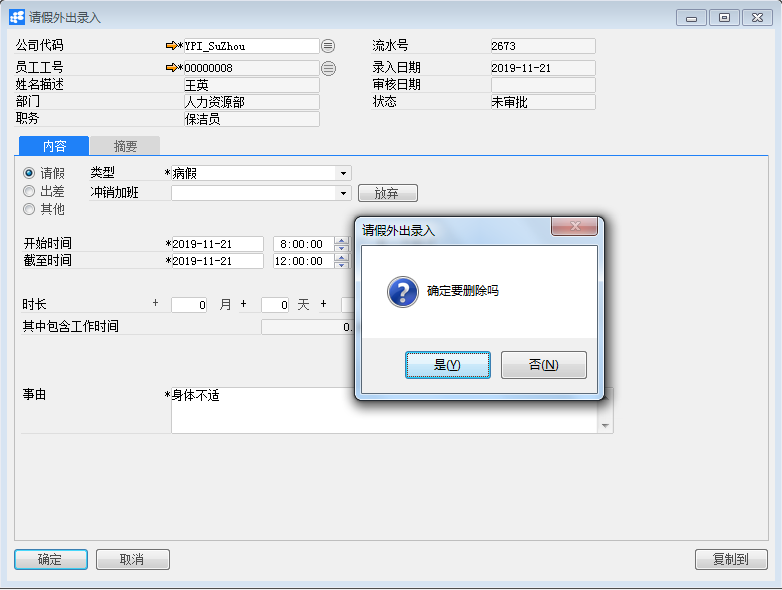 请假外出录入
公司代码 *YPI_SuZhou 流水号 2673
员工工号 *00000008 录入日期 2019-11-21
姓名描述 王英 审核日期
部门 人力资源部 状态 未审批
职务 保洁员
内容 摘要
请假 类型 *病假
出差 冲销加班 放弃
其他
开始时间 *2019-11-21 8:00:00
截至时间 *2019-11-21 12:00:00
时长 + 0 月 + 0 天 +
其中包含工作时间 0.
事由 *身体不适
请假外出录入
确定要删除吗
是(Y) 否(N)
确定 取消 复制到